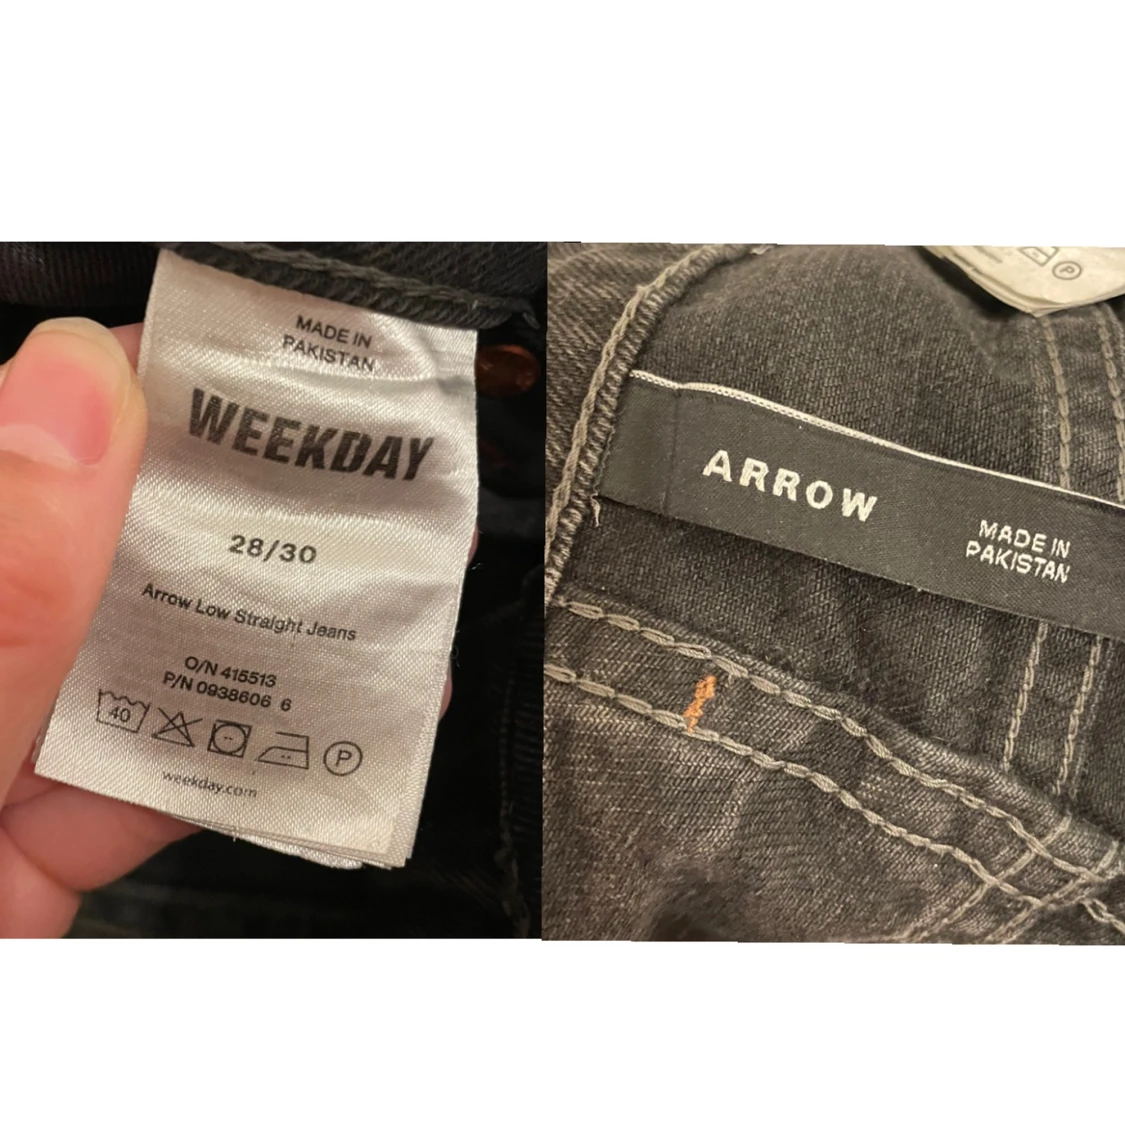 MADE IN
PAKISTAN
WEEKDAY
28/30
Arrow Low Straight Jeans
O/N 415513
P/N 0938606 6
40
P
weekday.com
P
ARROW
MADE IN
PAKISTAN